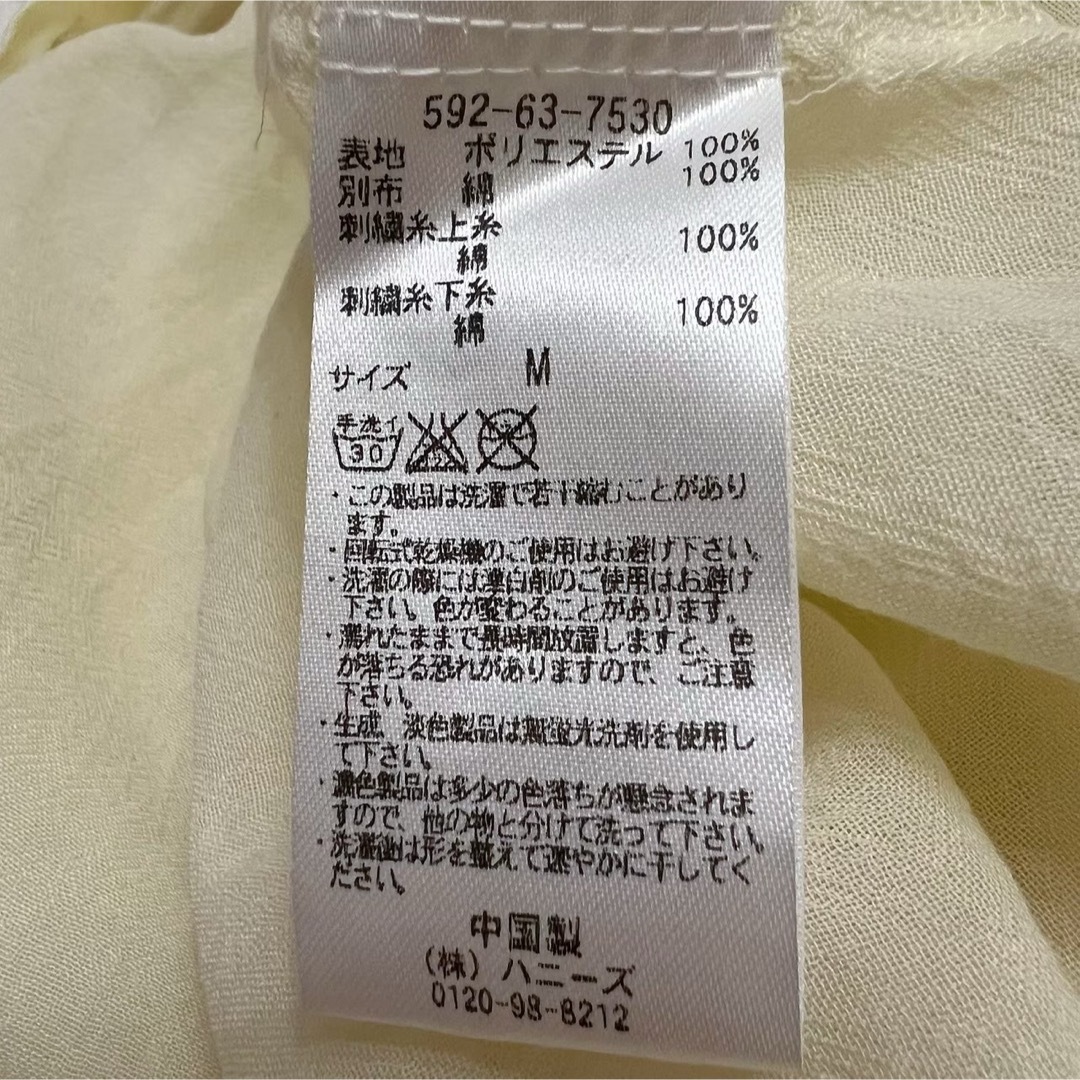 592-63-7530
表地 ポリエステル 100%
別布 綿 100%
刺繍糸上糸
綿 100%
刺繍糸下糸
綿 100%
サイズ M
手洗イ
30
・この製品は洗濯で若干縮むことがあり
ます。
・回転式乾燥機のご使用はお避け下さい。
・洗濯の際には漂白剤のご使用はお避け
下さい。色が変わることがあります。
・濡れたままで長時間放置しますと、色
が落ちる恐れがありますので、ご注意
下さい。
・生成、淡色製品は無蛍光洗剤を使用し
て下さい。
・濃色製品は多少の色落ちが懸念されま
すので、他の物と分けて洗って下さい。
・洗濯後は形を整えて速やかに干してく
ださい。
中国製
(株) ハニーズ
0120-98-8212